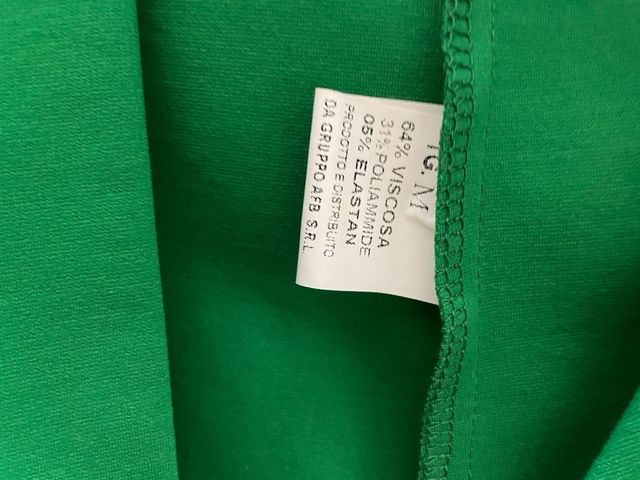 TG. M
64% VISCOSA
31% POLIAMMIDE
05% ELASTAN
PRODOTTO E DISTRIBUITO
DA GRUPPO AFB S.R.L.